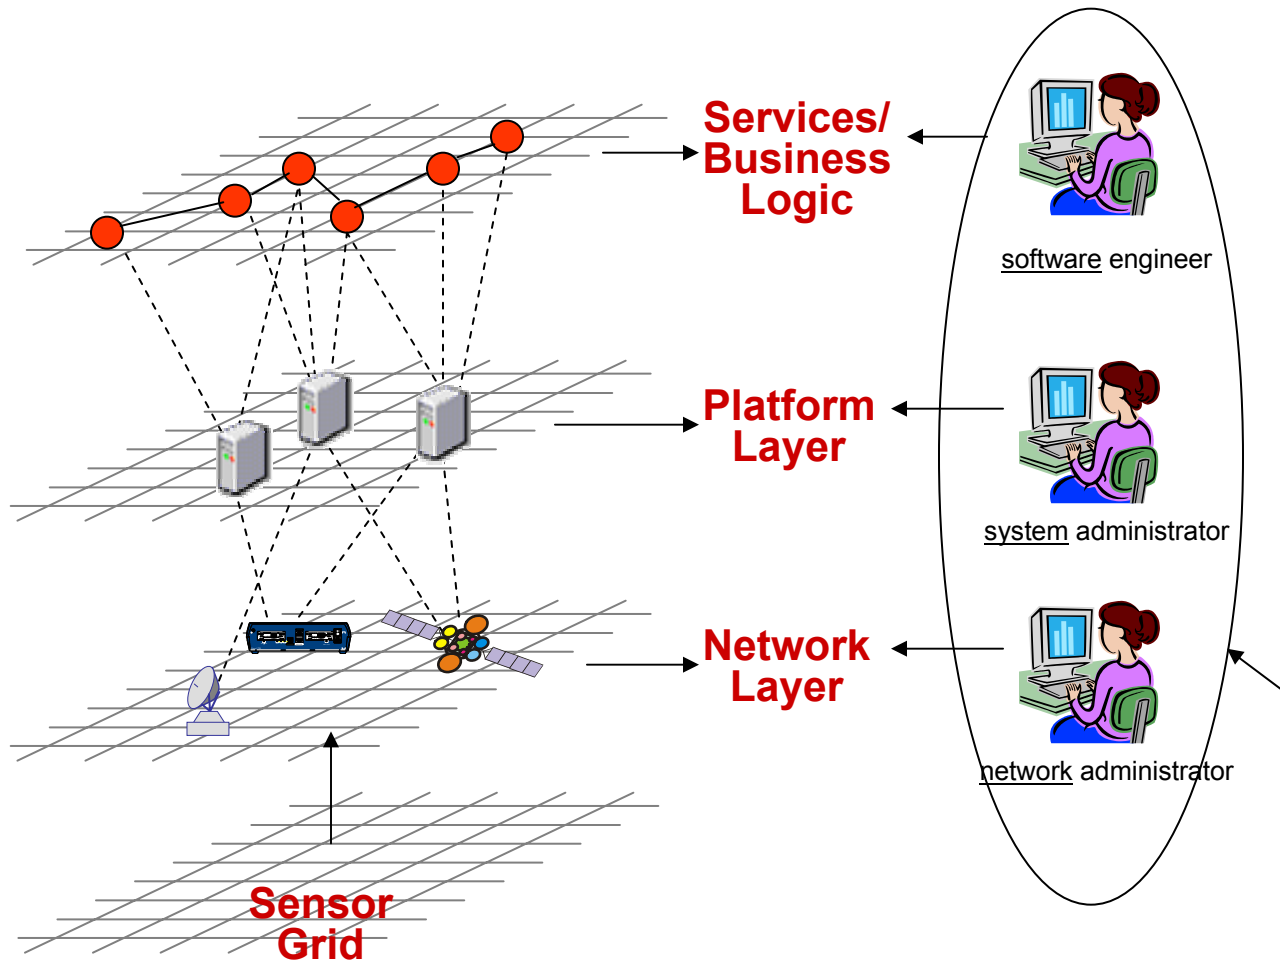 Services/
Business
Logic
software engineer
Platform
Layer
system administrator
Network
Layer
network administrator
Sensor
Grid